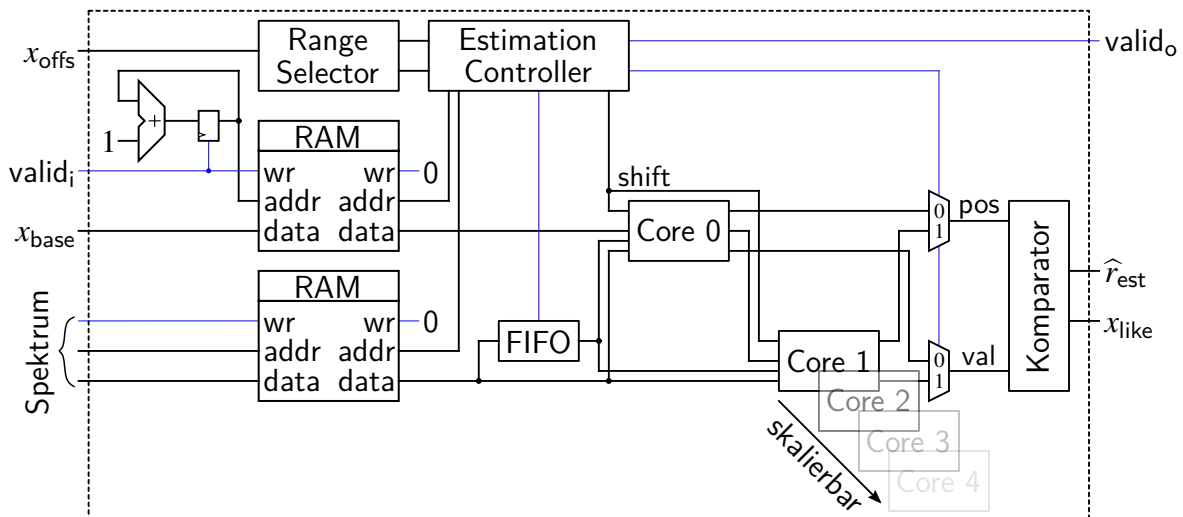 x_offs
Range
Selector
Estimation
Controller
valid_o
+
1
RAM
valid_i
wr
wr
0
addr
addr
x_base
data
data
shift
Core 0
0
1
pos
Komparator
r̂_est
x_like
Spektrum
RAM
wr
wr
0
addr
addr
data
data
FIFO
Core 1
0
1
val
Core 2
Core 3
Core 4
skalierbar